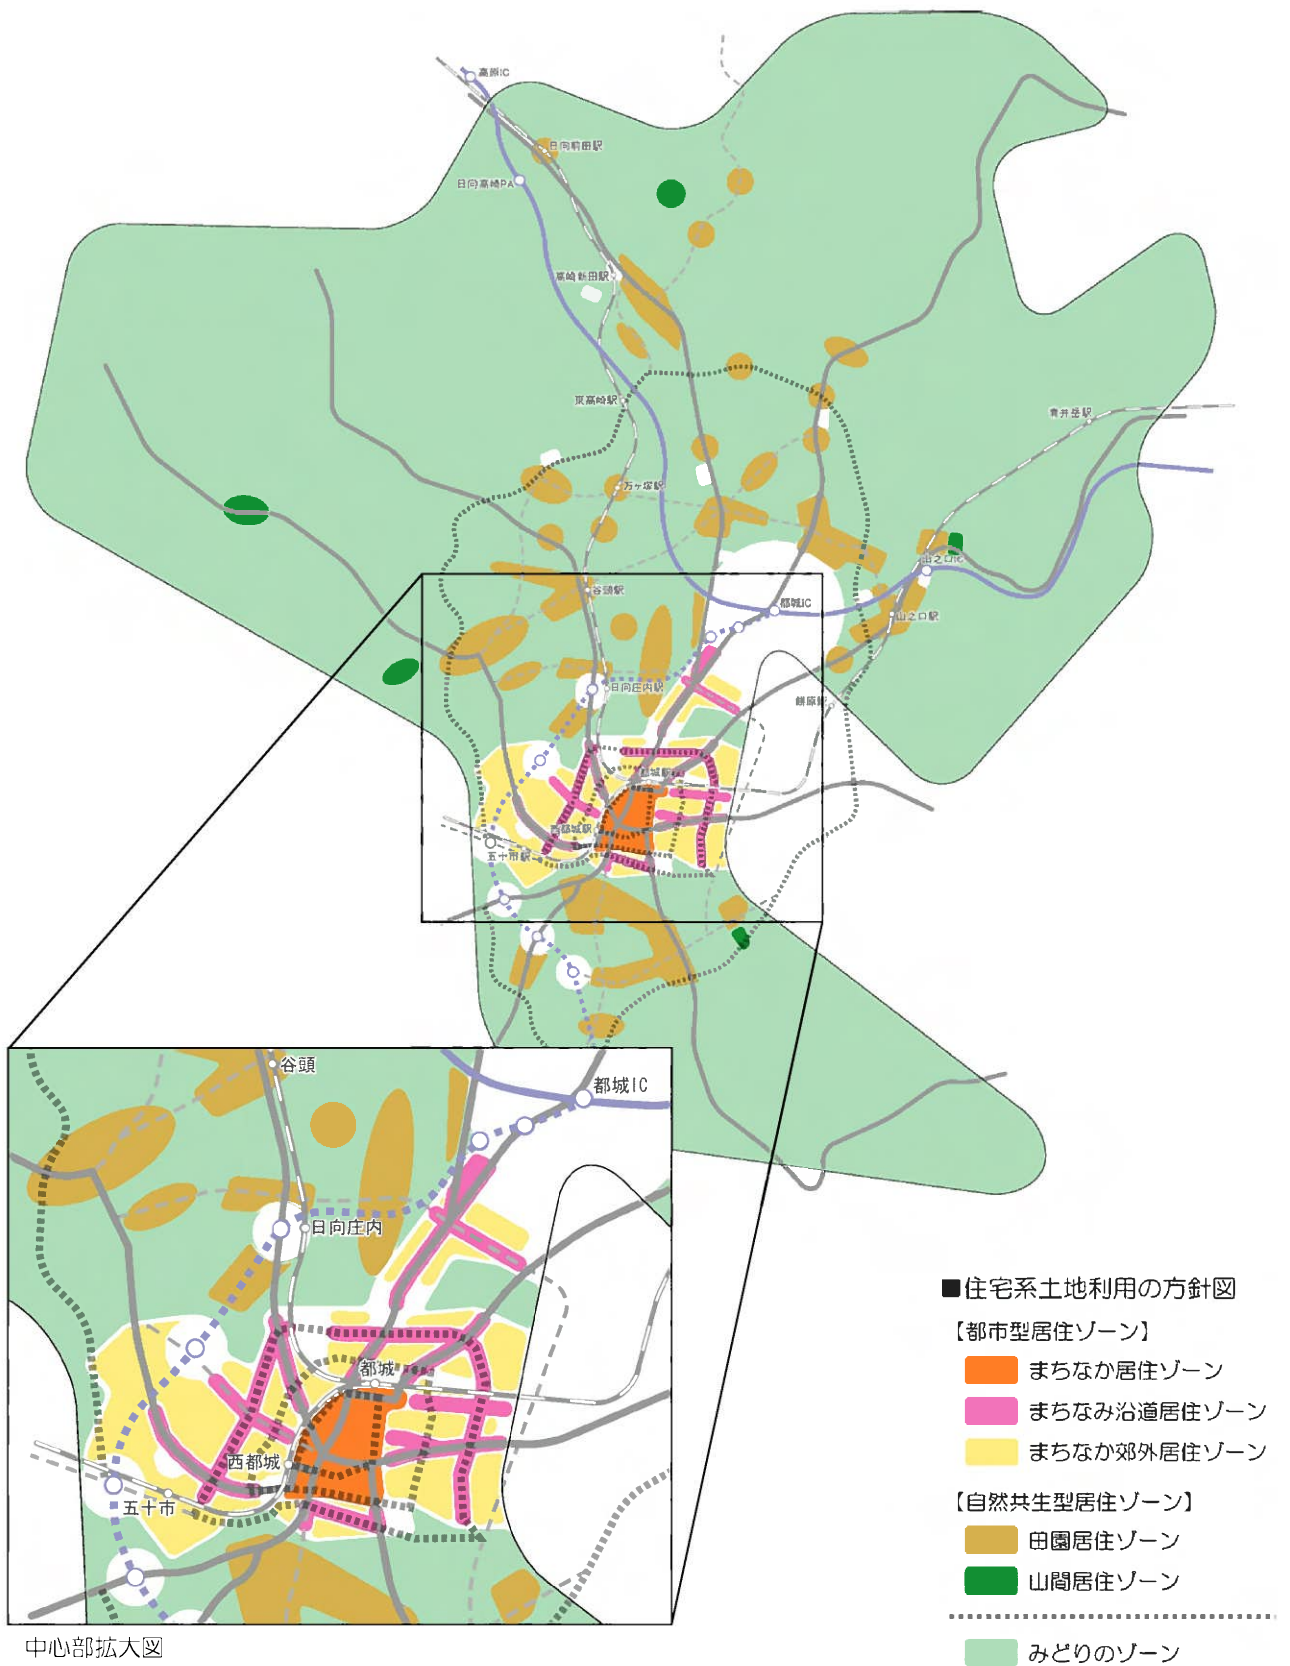 高原IC
日向前田駅
日向高崎PA
高崎新田駅
東高崎駅
青井岳駅
万ヶ塚駅
山之口IC
谷頭駅
都城IC
山之口駅
日向庄内駅
餅原駅
都城駅
西都城駅
五十市駅
谷頭
都城IC
日向庄内
都城
西都城
五十市
中心部拡大図
■住宅系土地利用の方針図
【都市型居住ゾーン】
まちなか居住ゾーン
まちなみ沿道居住ゾーン
まちなか郊外居住ゾーン
【自然共生型居住ゾーン】
田園居住ゾーン
山間居住ゾーン
みどりのゾーン